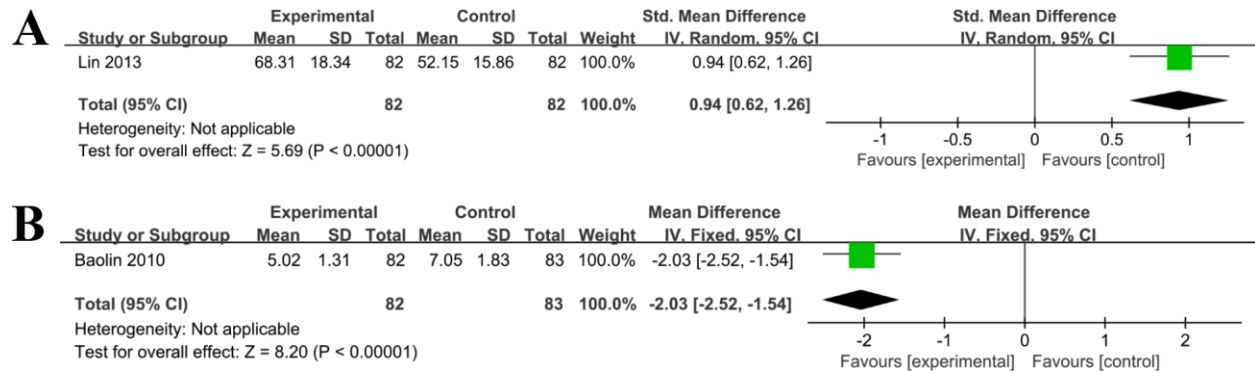 A
Experimental Control Std. Mean Difference Std. Mean Difference
Study or Subgroup Mean SD Total Mean SD Total Weight IV, Random, 95% CI IV, Random, 95% CI
Lin 2013 68.31 18.34 82 52.15 15.86 82 100.0% 0.94 [0.62, 1.26]
Total (95% CI) 82 82 100.0% 0.94 [0.62, 1.26]
Heterogeneity: Not applicable
Test for overall effect: Z = 5.69 (P < 0.00001)
-1 -0.5 0 0.5 1
Favours [experimental] Favours [control]
B
Experimental Control Mean Difference Mean Difference
Study or Subgroup Mean SD Total Mean SD Total Weight IV, Fixed, 95% CI IV, Fixed, 95% CI
Baolin 2010 5.02 1.31 82 7.05 1.83 83 100.0% -2.03 [-2.52, -1.54]
Total (95% CI) 82 83 100.0% -2.03 [-2.52, -1.54]
Heterogeneity: Not applicable
Test for overall effect: Z = 8.20 (P < 0.00001)
-2 -1 0 1 2
Favours [experimental] Favours [control]